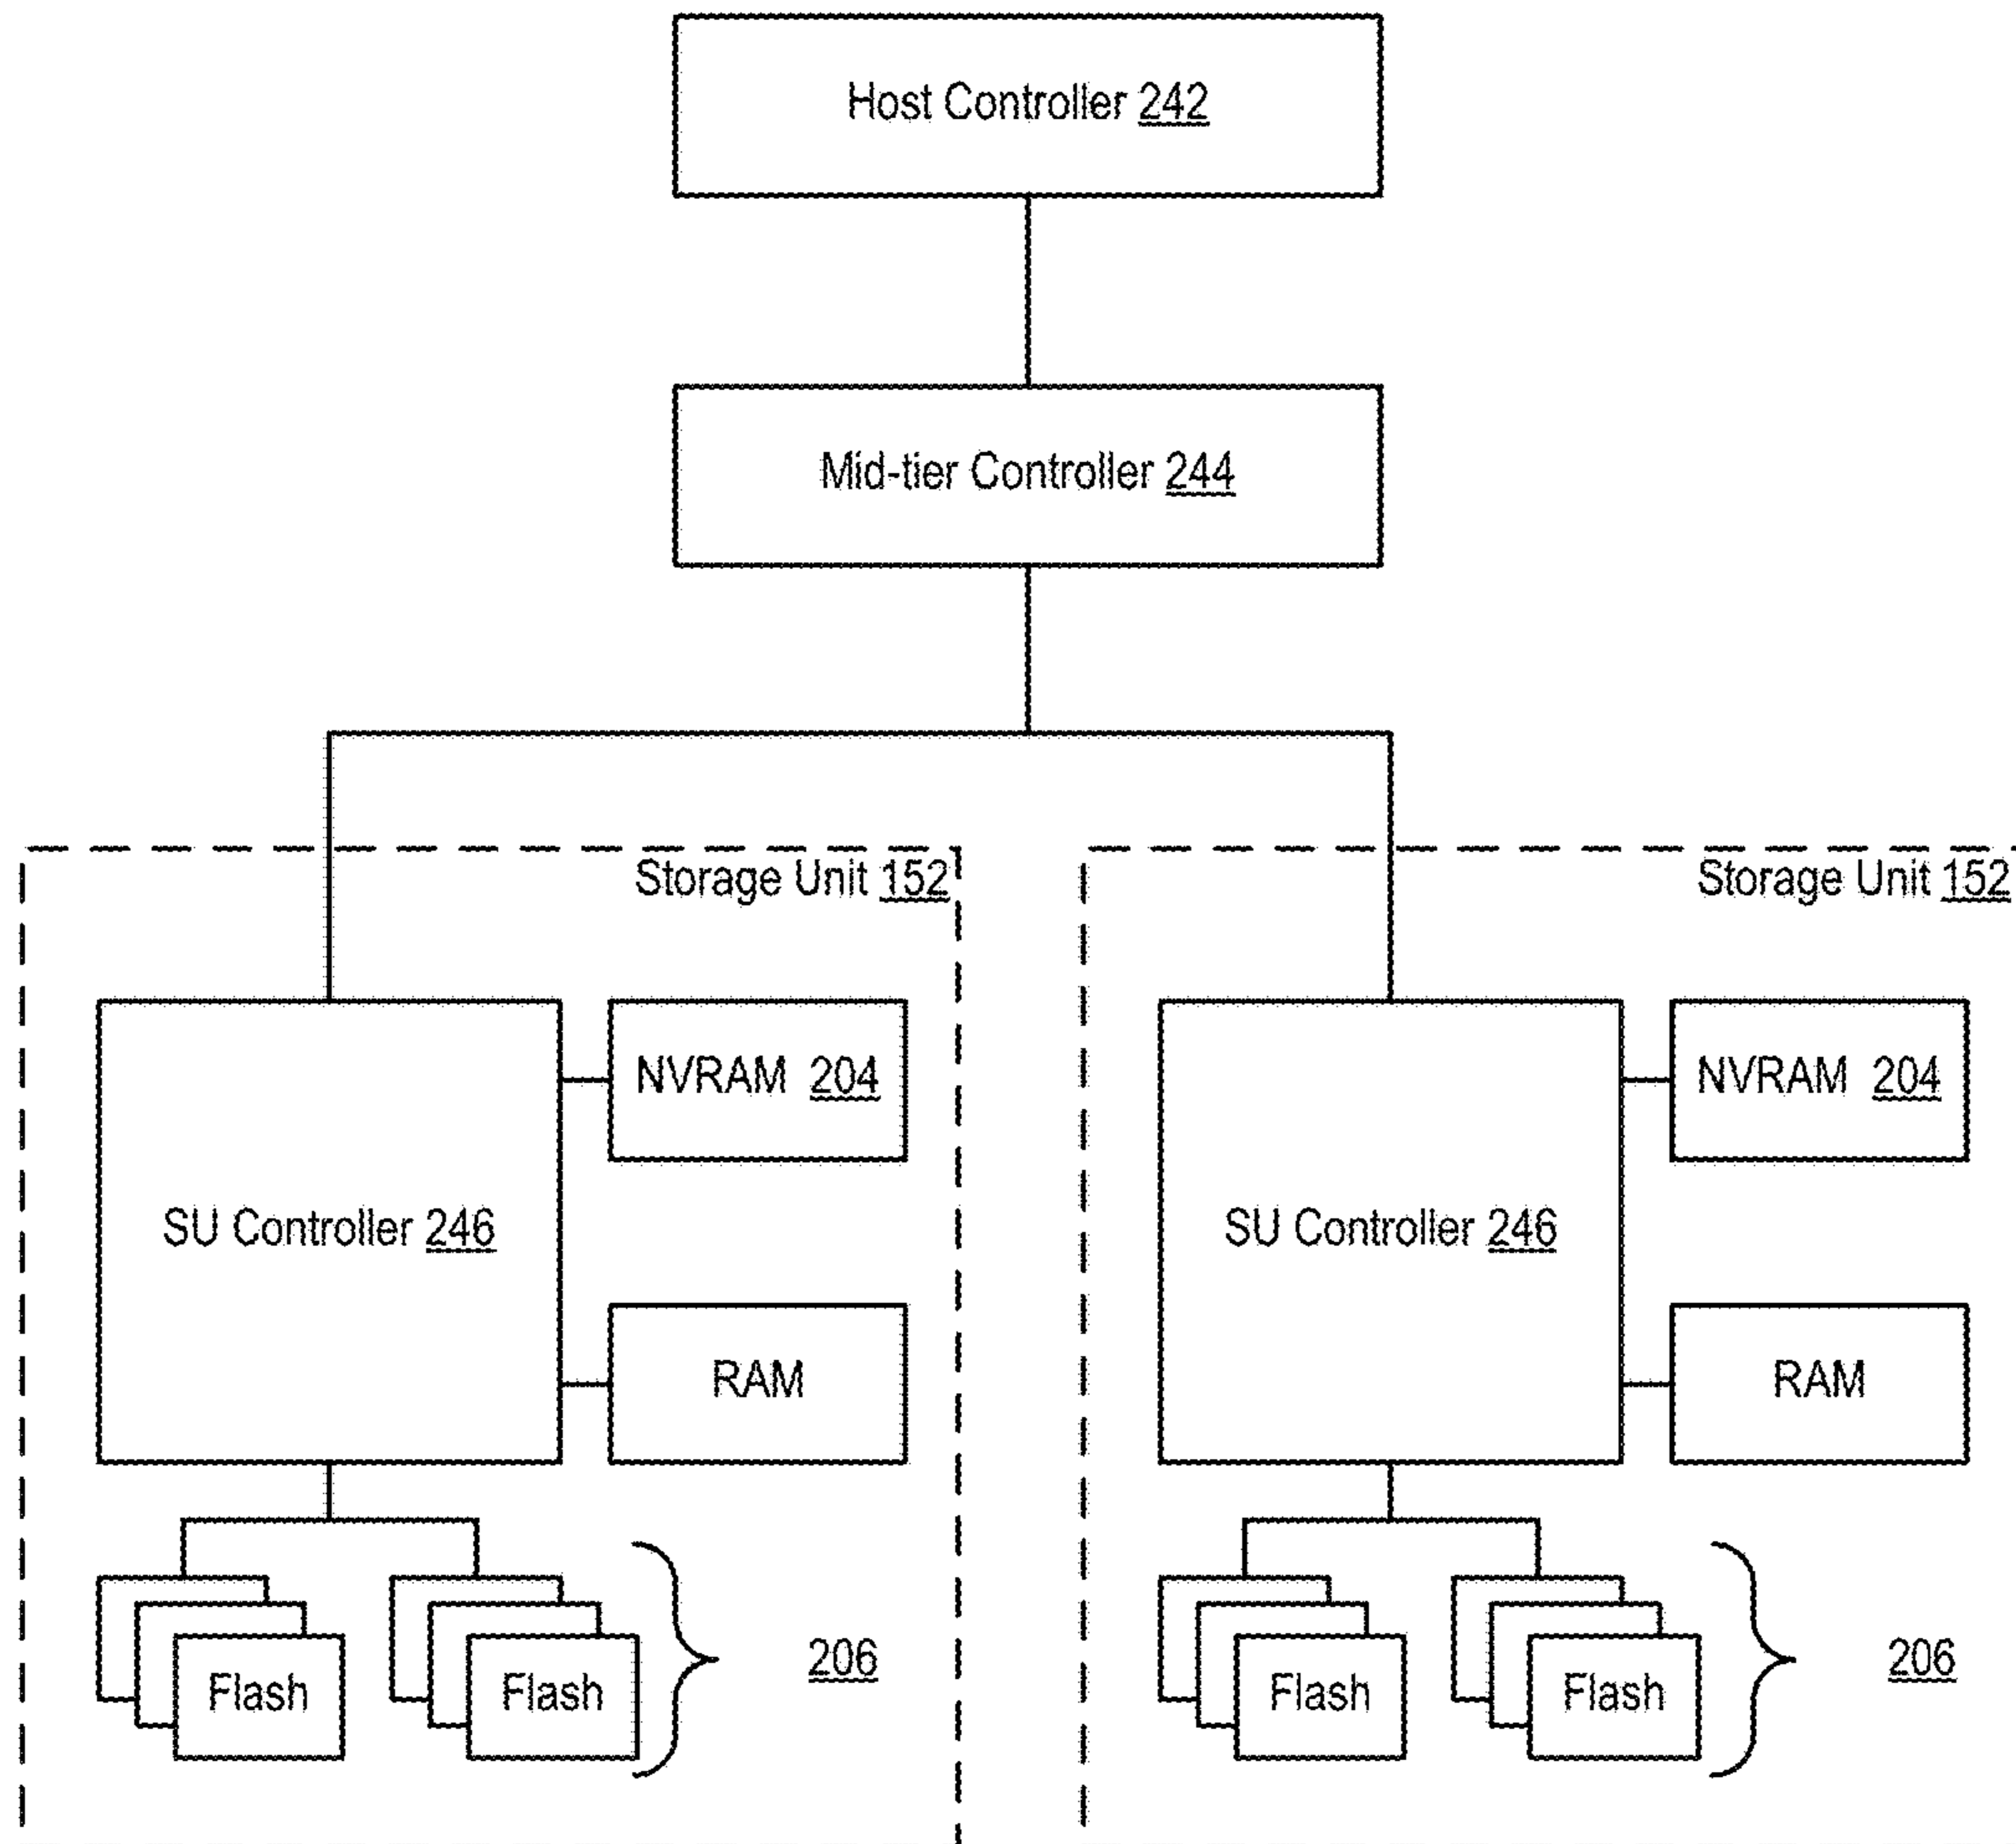 Host Controller 242
Mid-tier Controller 244
Storage Unit 152
Storage Unit 152
NVRAM 204
NVRAM 204
SU Controller 246
SU Controller 246
RAM
RAM
206
206
Flash
Flash
Flash
Flash